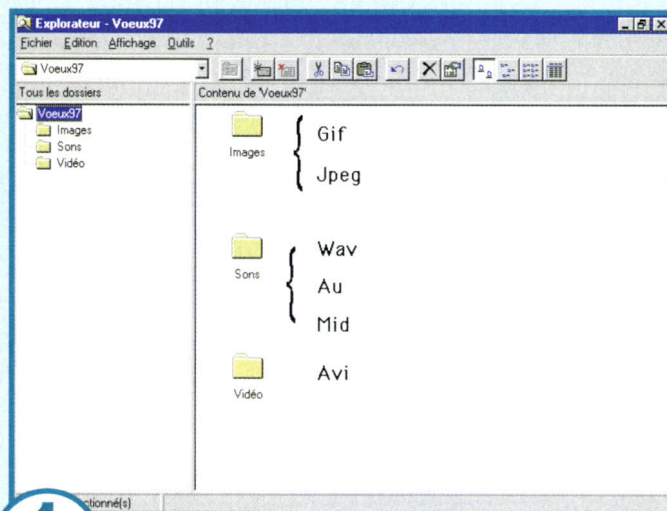 Explorateur - Voeux97
Fichier Edition Affichage Outils ?
Voeux97
Tous les dossiers
Contenu de 'Voeux97'
Voeux97
Images
Sons
Vidéo
Images
Gif
Jpeg
Sons
Wav
Au
Mid
Vidéo
Avi
1